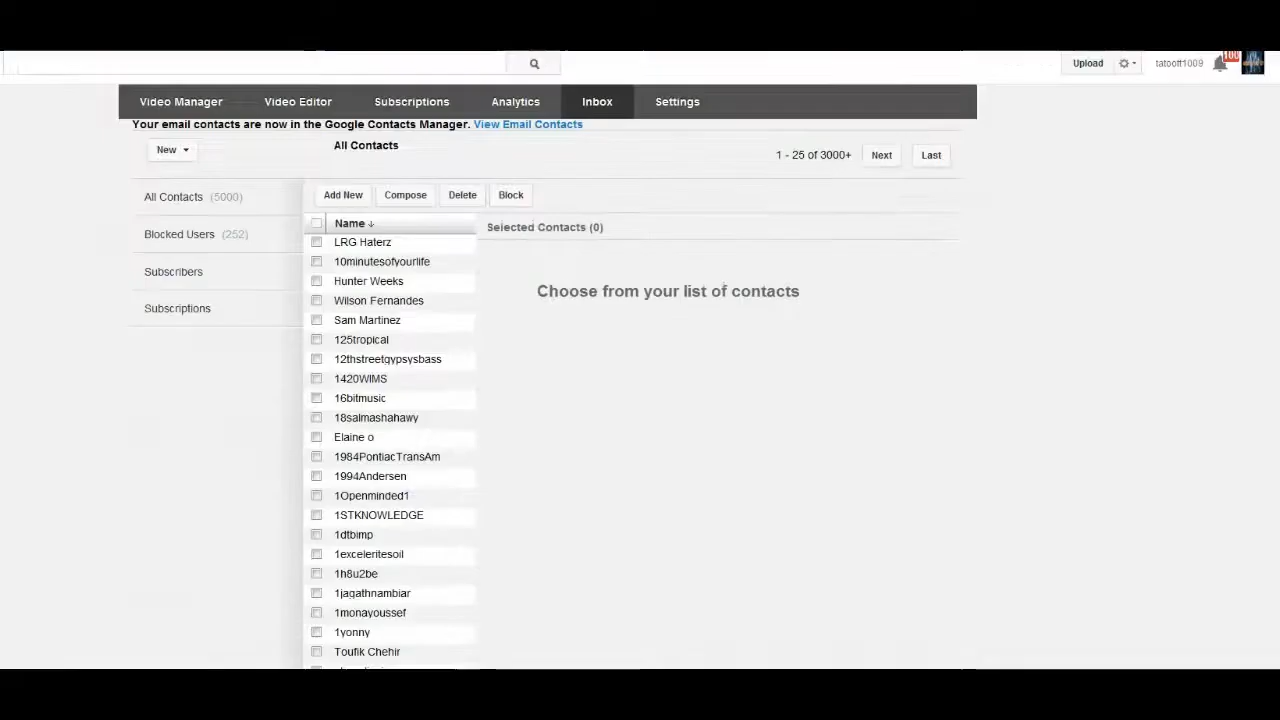 Upload
tatooff1009
100
Video Manager Video Editor Subscriptions Analytics Inbox Settings
Your email contacts are now in the Google Contacts Manager. View Email Contacts
New All Contacts 1 - 25 of 3000+ Next Last
All Contacts (5000)
Blocked Users (252)
Subscribers
Subscriptions
Add New Compose Delete Block
Name
Selected Contacts (0)
Choose from your list of contacts
LRG Haterz
10minutesofyourlife
Hunter Weeks
Wilson Fernandes
Sam Martinez
125tropical
12thstreetgypsysbass
1420WIMS
16bitmusic
18salmashahawy
Elaine o
1984PontiacTransAm
1994Andersen
1Openminded1
1STKNOWLEDGE
1dtbimp
1exceleritesoil
1h8u2be
1jagathnambiar
1monayoussef
1yonny
Toufik Chehir